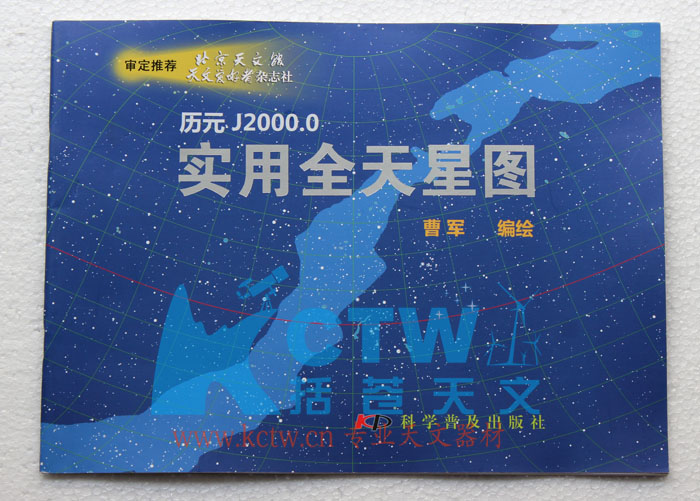 审定推荐
北京天文馆
天文爱好者杂志社
历元 J2000.0
实用全天星图
曹军 编绘
KCTW
括苍天文
KP 科学普及出版社
www.kctw.cn 专业天文器材